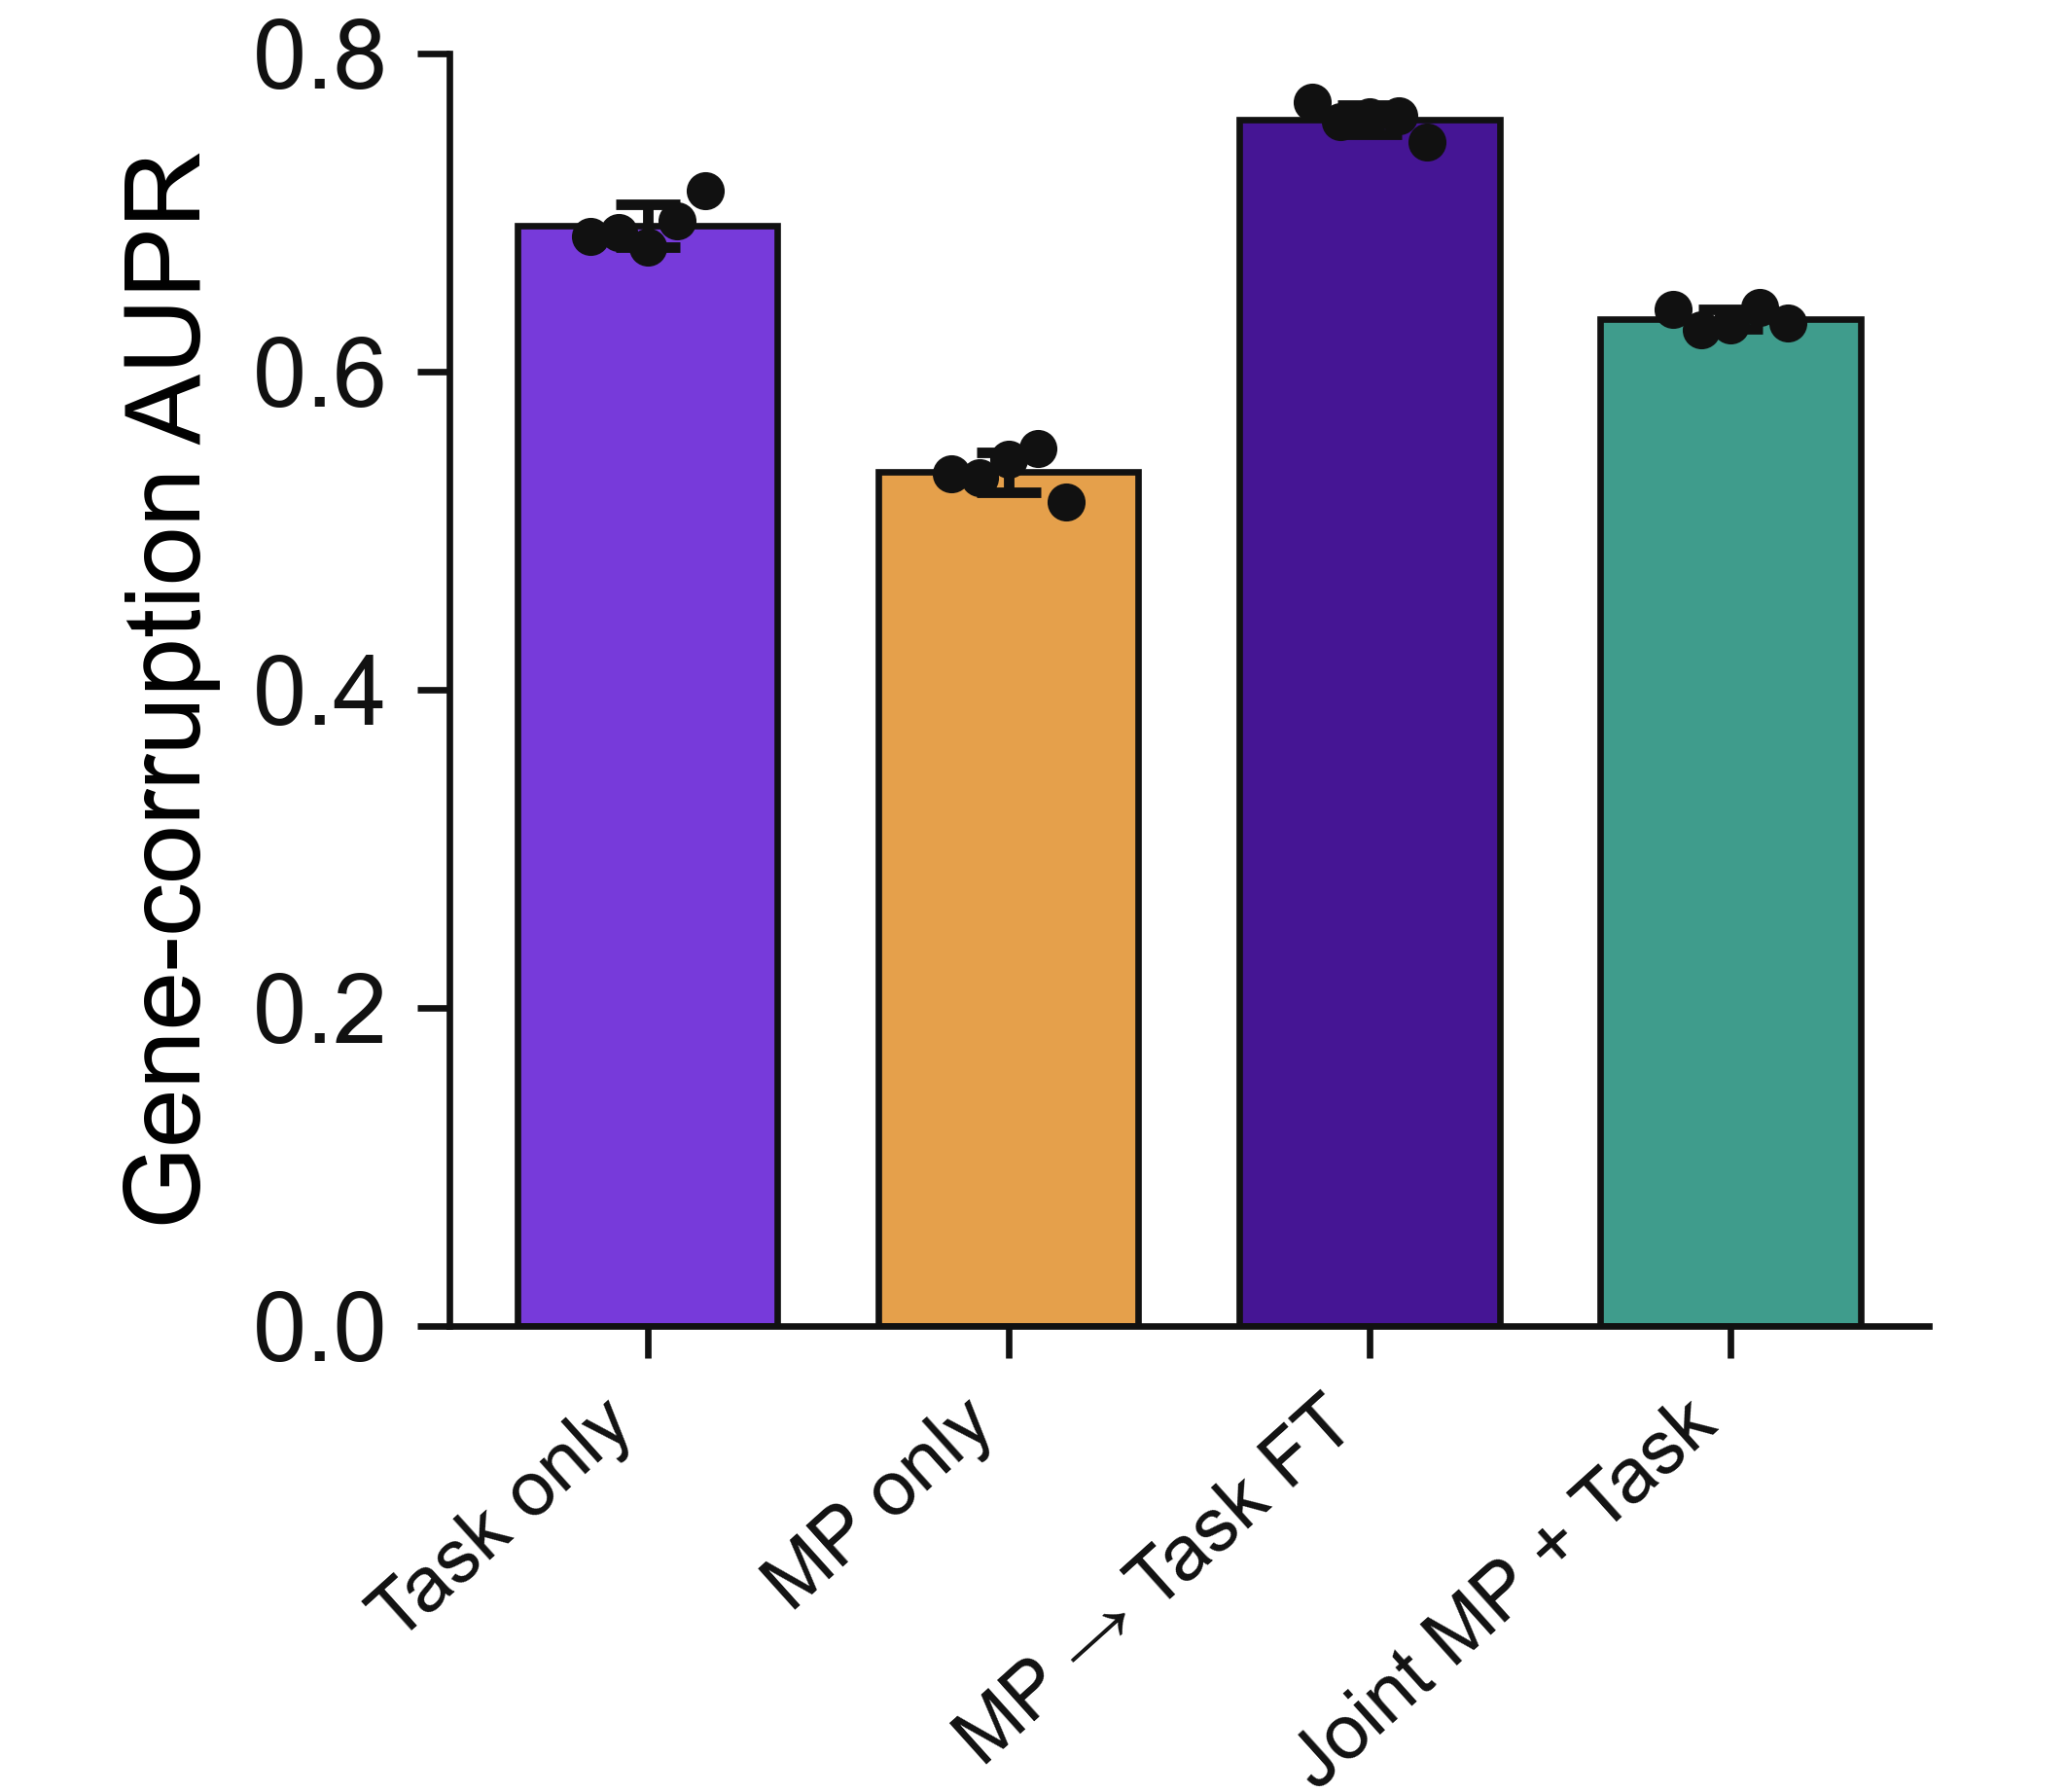 Gene-corruption AUPR
0.8
0.6
0.4
0.2
0.0
Task only
MP only
MP → Task FT
Joint MP + Task